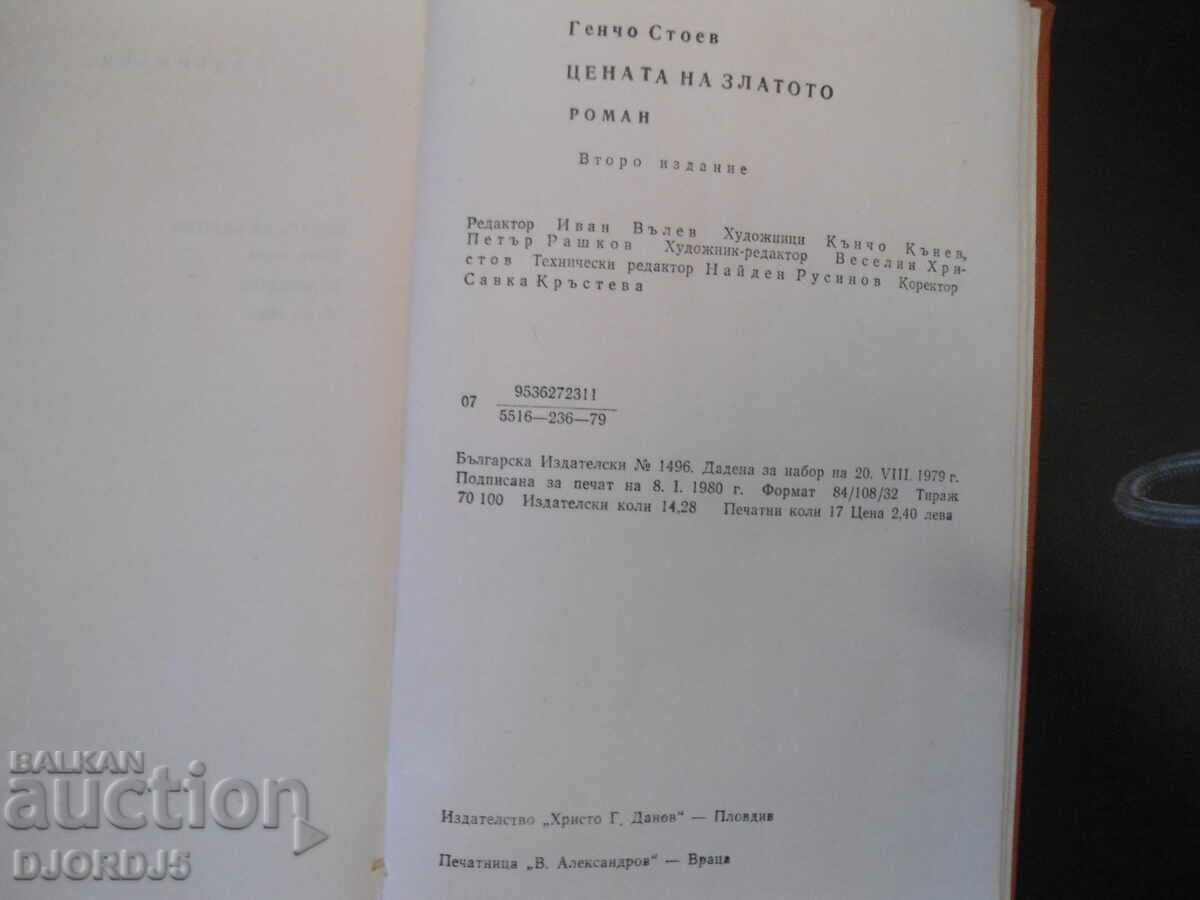 Генчо Стоев
ЦЕНАТА НА ЗЛАТОТО
РОМАН
Второ издание
Редактор Иван Вълев Художници Кънчо Кънев,
Петър Рашков Художник-редактор Веселин Хри-
стов Технически редактор Найден Русинов Коректор
Савка Кръстева
07 9536272311
5516—236—79
Българска Издателски № 1496. Дадена за набор на 20. VIII. 1979 г.
Подписана за печат на 8. I. 1980 г. Формат 84/108/32 Тираж
70 100 Издателски коли 14,28 Печатни коли 17 Цена 2,40 лева
Издателство „Христо Г. Данов“ — Пловдив
Печатница „В. Александров“ — Враца
BALKAN
auction
DJORDJ5